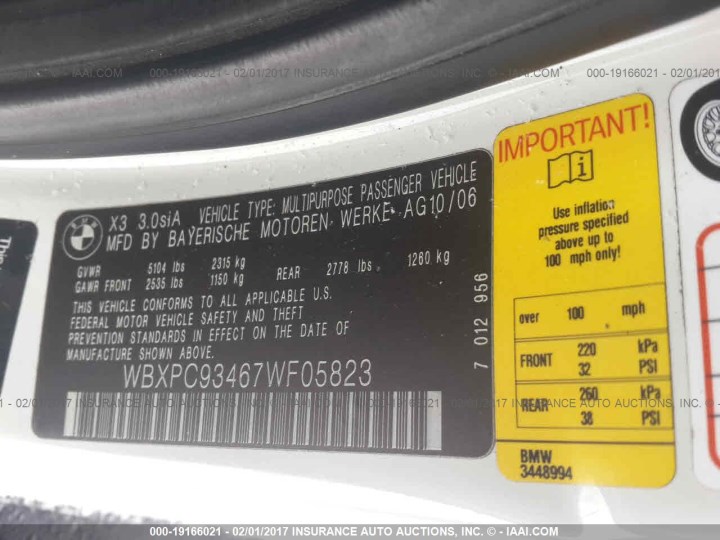 000-19166021 - 02/01/2017 INSURANCE AUTO AUCTIONS, INC. © - IAAI.COM
X3 3.0siA VEHICLE TYPE: MULTIPURPOSE PASSENGER VEHICLE
MFD BY BAYERISCHE MOTOREN WERKE AG 10/06
GVWR 5104 lbs 2315 kg
GAWR FRONT 2535 lbs 1150 kg REAR 2778 lbs 1260 kg
THIS VEHICLE CONFORMS TO ALL APPLICABLE U.S.
FEDERAL MOTOR VEHICLE SAFETY AND THEFT
PREVENTION STANDARDS IN EFFECT ON THE DATE OF
MANUFACTURE SHOWN ABOVE.
WBXPC93467WF05823
7 012 956
IMPORTANT!
Use inflation
pressure specified
above up to
100 mph only!
over 100 mph
FRONT 220 kPa
32 PSI
REAR 260 kPa
38 PSI
BMW
3448994
000-19166021 - 02/01/2017 INSURANCE AUTO AUCTIONS, INC. © - IAAI.COM